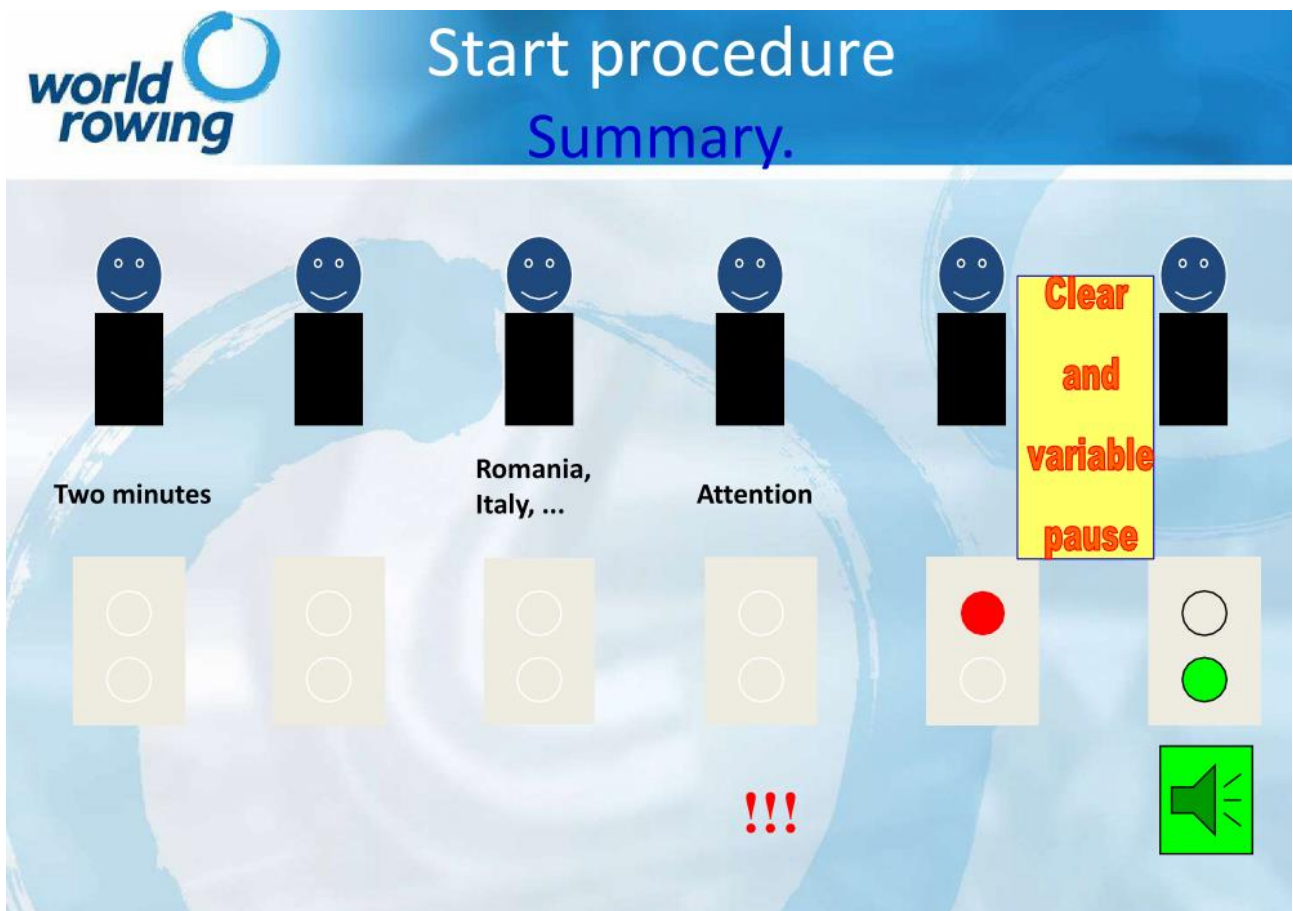 world
rowing
Start procedure
Summary.
Two minutes
Romania,
Italy, ...
Attention
Clear
and
variable
pause
!!!